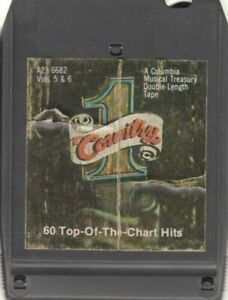 A23 6682
Vols. 5 & 6
A Columbia
Musical Treasury
Double Length
Tape
1
Country
60 Top-Of-The-Chart Hits